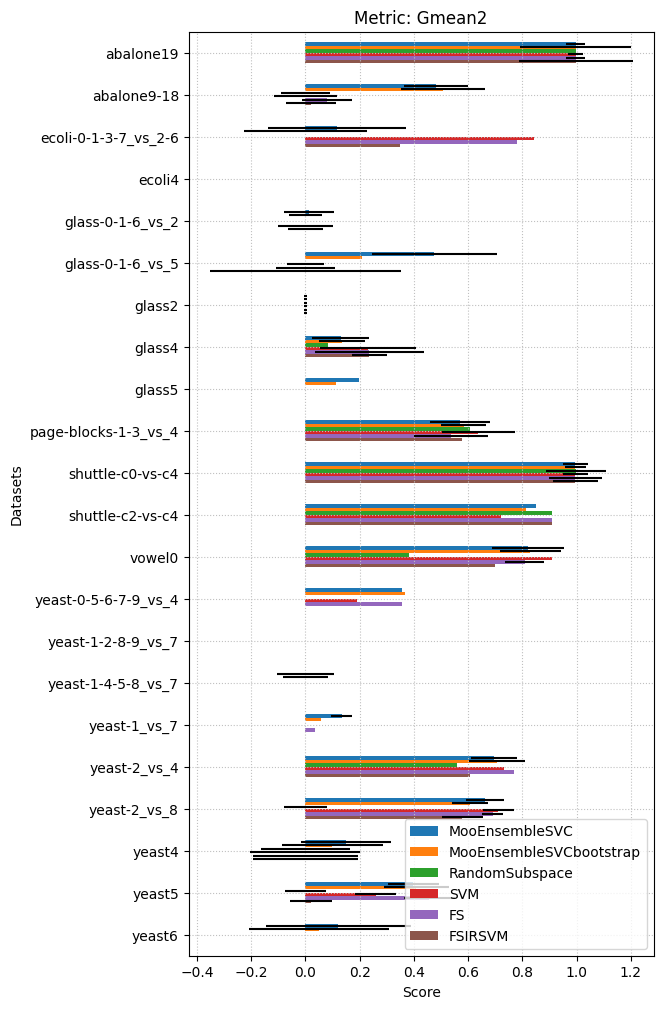 Metric: Gmean2
abalone19
abalone9-18
ecoli-0-1-3-7_vs_2-6
ecoli4
glass-0-1-6_vs_2
glass-0-1-6_vs_5
glass2
glass4
glass5
page-blocks-1-3_vs_4
shuttle-c0-vs-c4
shuttle-c2-vs-c4
vowel0
yeast-0-5-6-7-9_vs_4
yeast-1-2-8-9_vs_7
yeast-1-4-5-8_vs_7
yeast-1_vs_7
yeast-2_vs_4
yeast-2_vs_8
yeast4
yeast5
yeast6
Datasets
MooEnsembleSVC
MooEnsembleSVCbootstrap
RandomSubspace
SVM
FS
FSIRSVM
−0.4 −0.2 0.0 0.2 0.4 0.6 0.8 1.0 1.2
Score